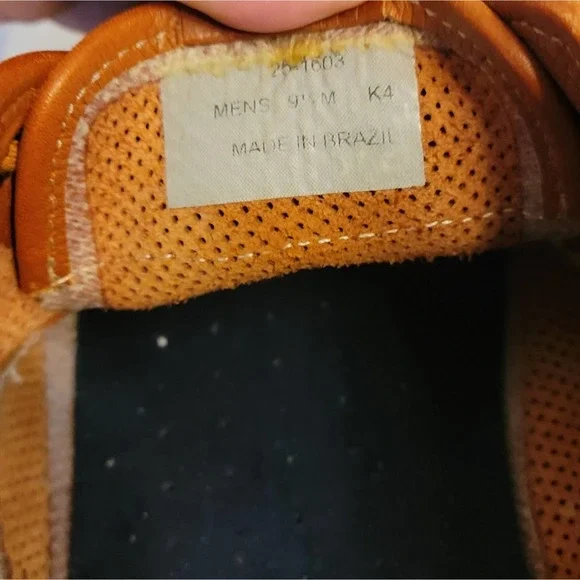 25-1603
MENS 9½ M K4
MADE IN BRAZIL